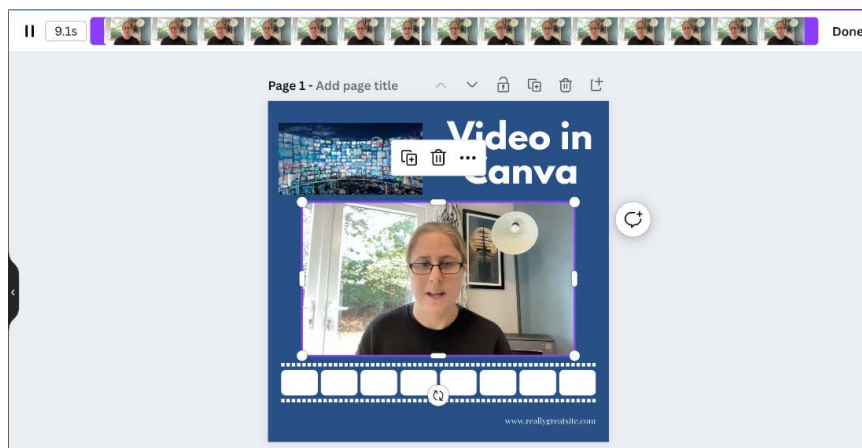 9.1s
Done
Page 1 - Add page title
Video in
Canva
www.reallygreatsite.com